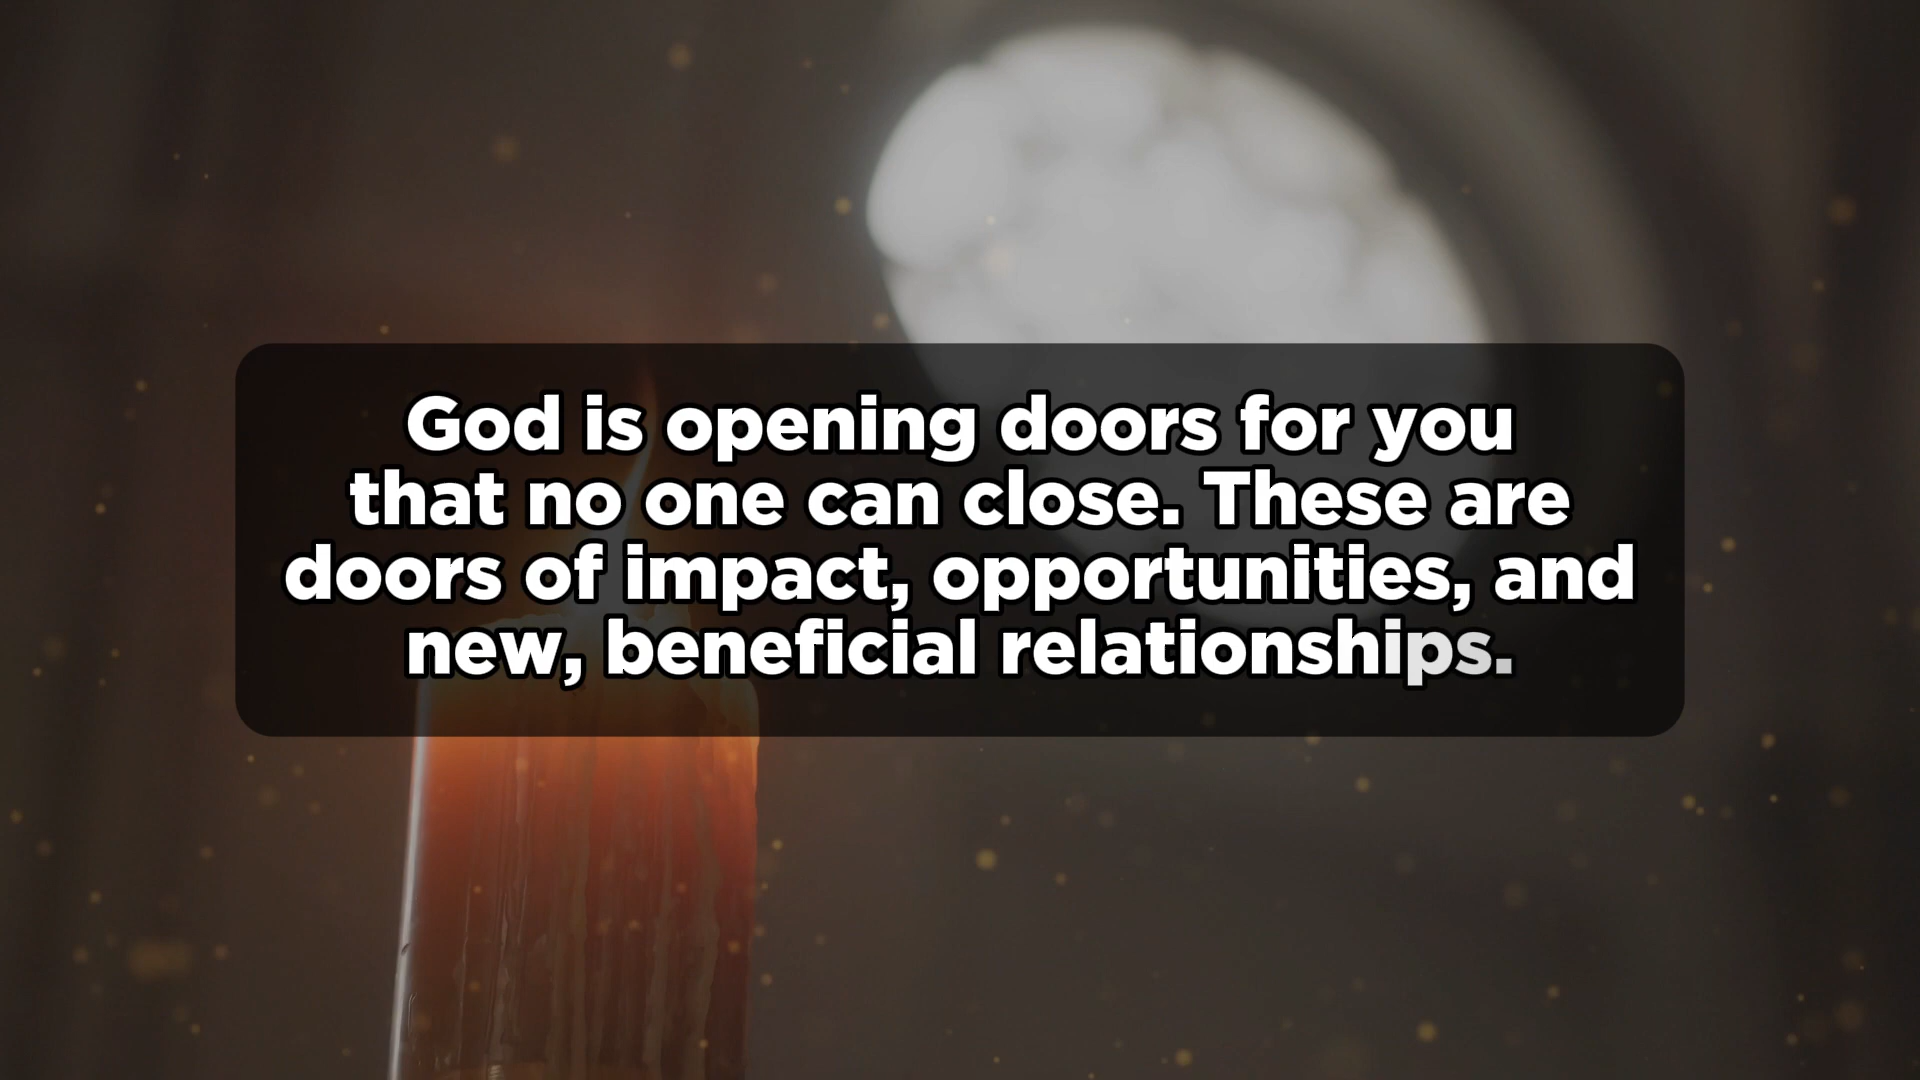 God is opening doors for you
that no one can close. These are
doors of impact, opportunities, and
new, beneficial relationships.